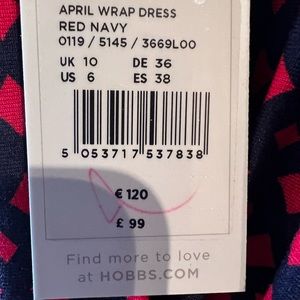 APRIL WRAP DRESS
RED NAVY
0119 / 5145 / 3669L00
UK 10 DE 36
US 6 ES 38
5 053717 537838
€ 120
£ 99
Find more to love
at HOBBS.COM